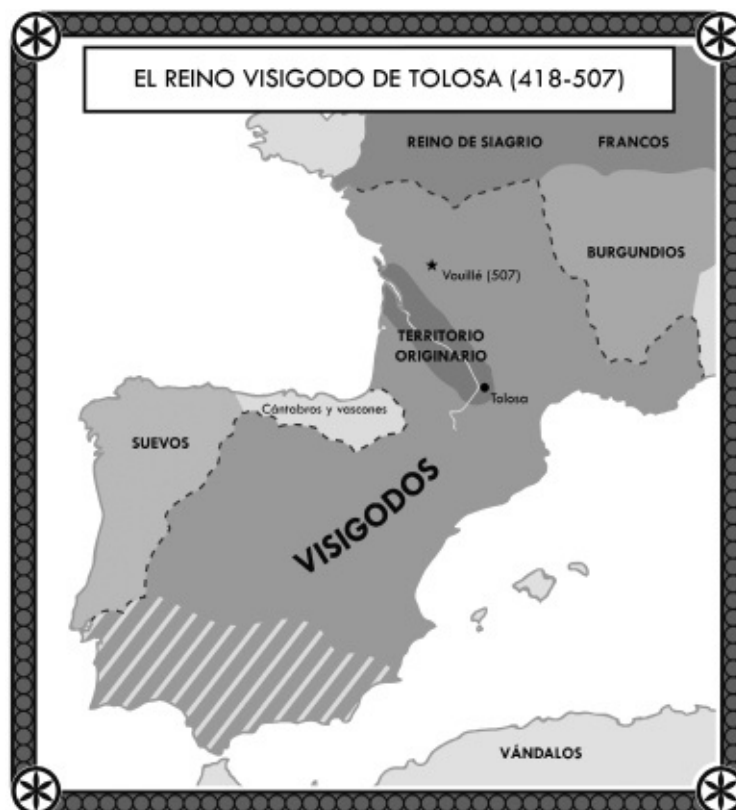 EL REINO VISIGODO DE TOLOSA (418-507)
REINO DE SIAGRIO
FRANCOS
BURGUNDIOS
Vouillé (507)
TERRITORIO
ORIGINARIO
Tolosa
Cántabros y vascones
SUEVOS
VISIGODOS
VÁNDALOS